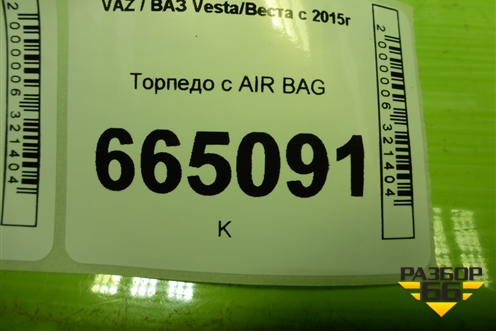 VAZ / ВАЗ Vesta/Веста с 2015г
Торпедо с AIR BAG
665091
K
2000006321404
2000006321404
РАЗБОР
66